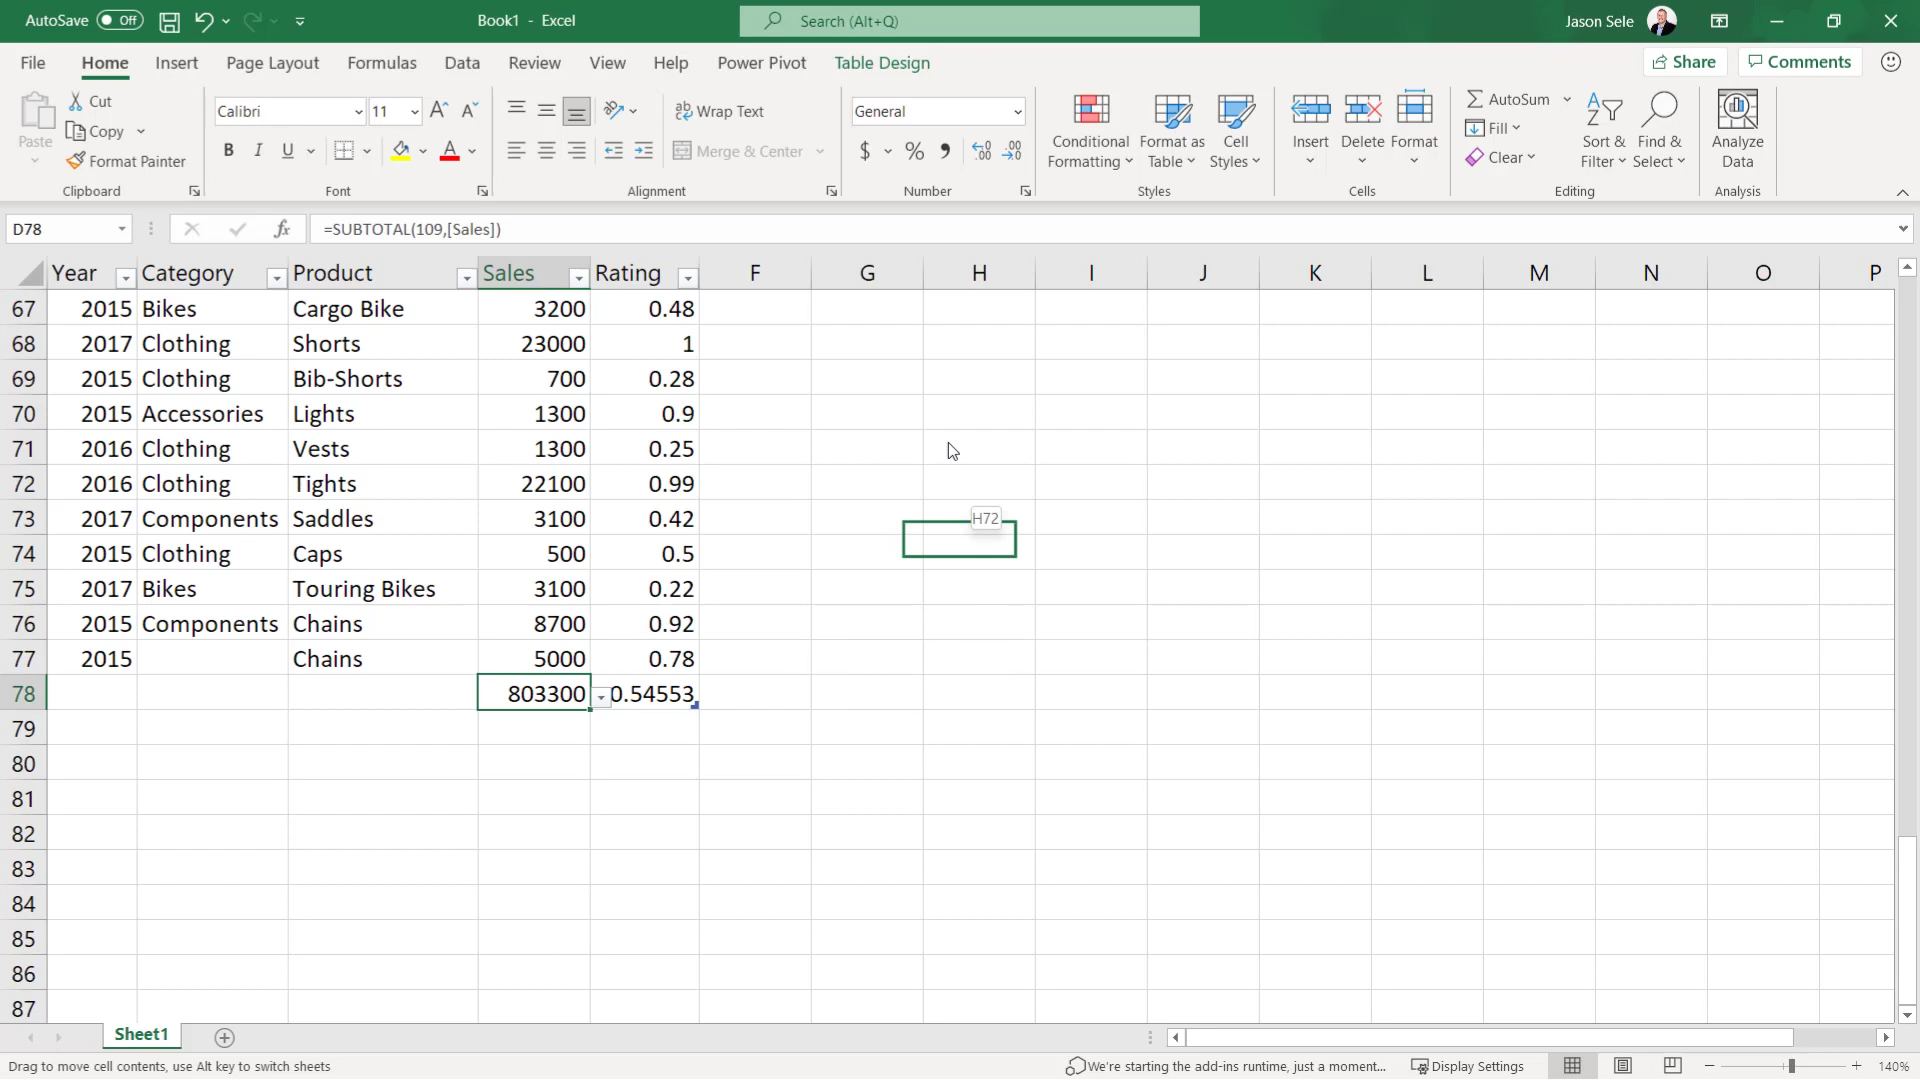 AutoSave Off
Book1 - Excel
Search (Alt+Q)
Jason Sele
File Home Insert Page Layout Formulas Data Review View Help Power Pivot Table Design
Share Comments
Paste
Cut
Copy
Format Painter
Clipboard
Calibri 11
B I U
Font
Wrap Text
Merge & Center
Alignment
General
$ % ,
Number
Conditional Formatting
Format as Table
Cell Styles
Styles
Insert
Delete
Format
Cells
AutoSum
Fill
Clear
Sort & Filter
Find & Select
Editing
Analyze Data
Analysis
D78 fx =SUBTOTAL(109,[Sales])
Year Category Product Sales Rating F G H I J K L M N O P
67 2015 Bikes Cargo Bike 3200 0.48
68 2017 Clothing Shorts 23000 1
69 2015 Clothing Bib-Shorts 700 0.28
70 2015 Accessories Lights 1300 0.9
71 2016 Clothing Vests 1300 0.25
72 2016 Clothing Tights 22100 0.99
73 2017 Components Saddles 3100 0.42
H72
74 2015 Clothing Caps 500 0.5
75 2017 Bikes Touring Bikes 3100 0.22
76 2015 Components Chains 8700 0.92
77 2015 Chains 5000 0.78
78 803300 0.54553
79
80
81
82
83
84
85
86
87
Sheet1
Drag to move cell contents, use Alt key to switch sheets
We're starting the add-ins runtime, just a moment...
Display Settings
140%